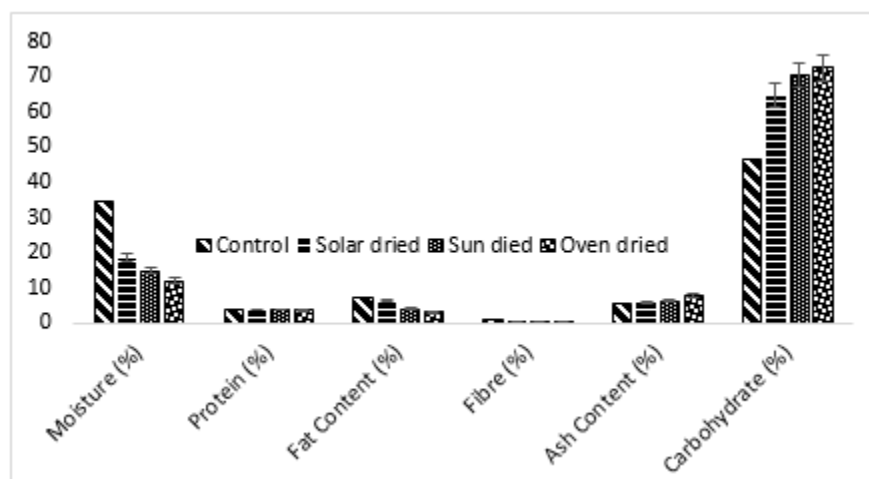 80
70
60
50
40
30
20
10
0
Control Solar dried Sun died Oven dried
Moisture (%)
Protein (%)
Fat Content (%)
Fibre (%)
Ash Content (%)
Carbohydrate (%)